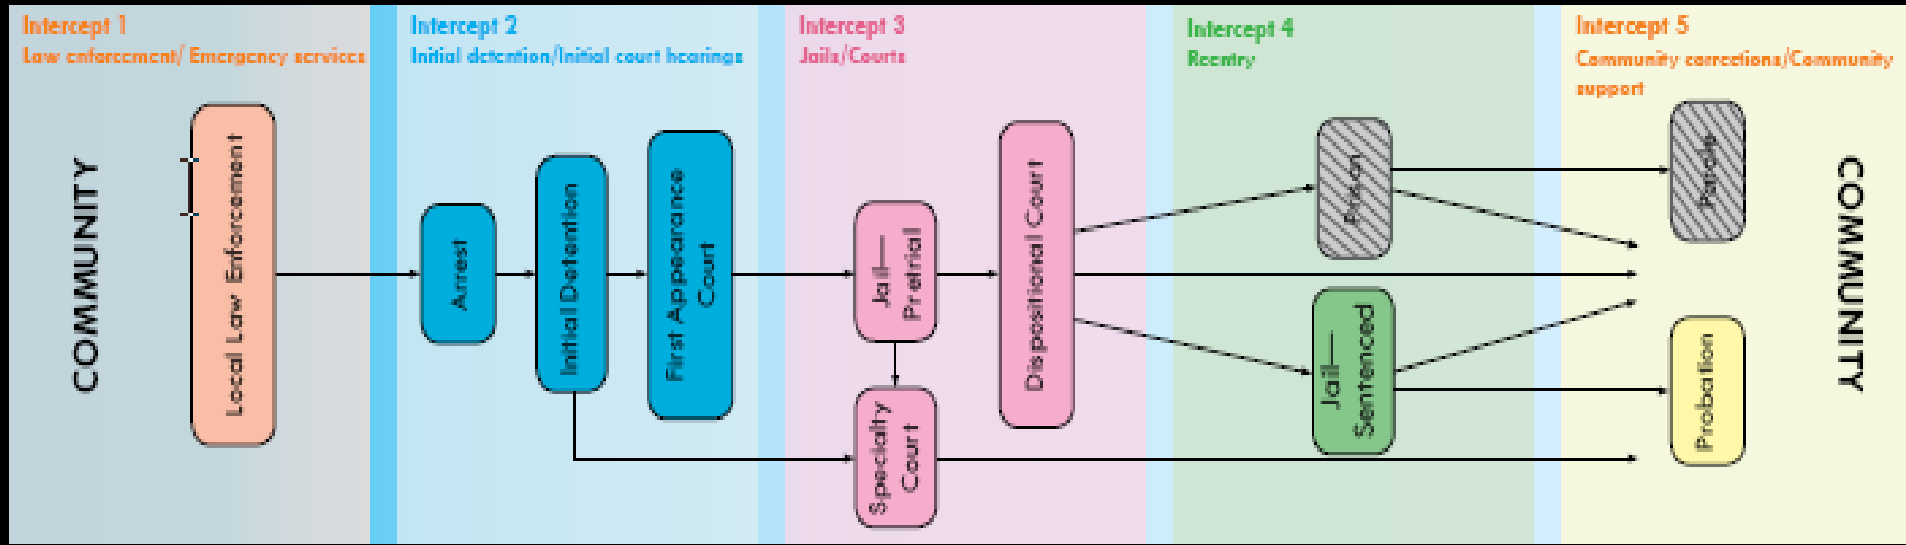 Intercept 1
Law enforcement/ Emergency services
COMMUNITY
Local Law Enforcement
Intercept 2
Initial detention/Initial court hearings
Arrest
Initial Detention
First Appearance
Court
Intercept 3
Jails/Courts
Jail—
Pretrial
Specialty
Court
Dispositional Court
Intercept 4
Reentry
Prison
Jail—
Sentenced
Intercept 5
Community corrections/Community
support
Parole
Probation
COMMUNITY